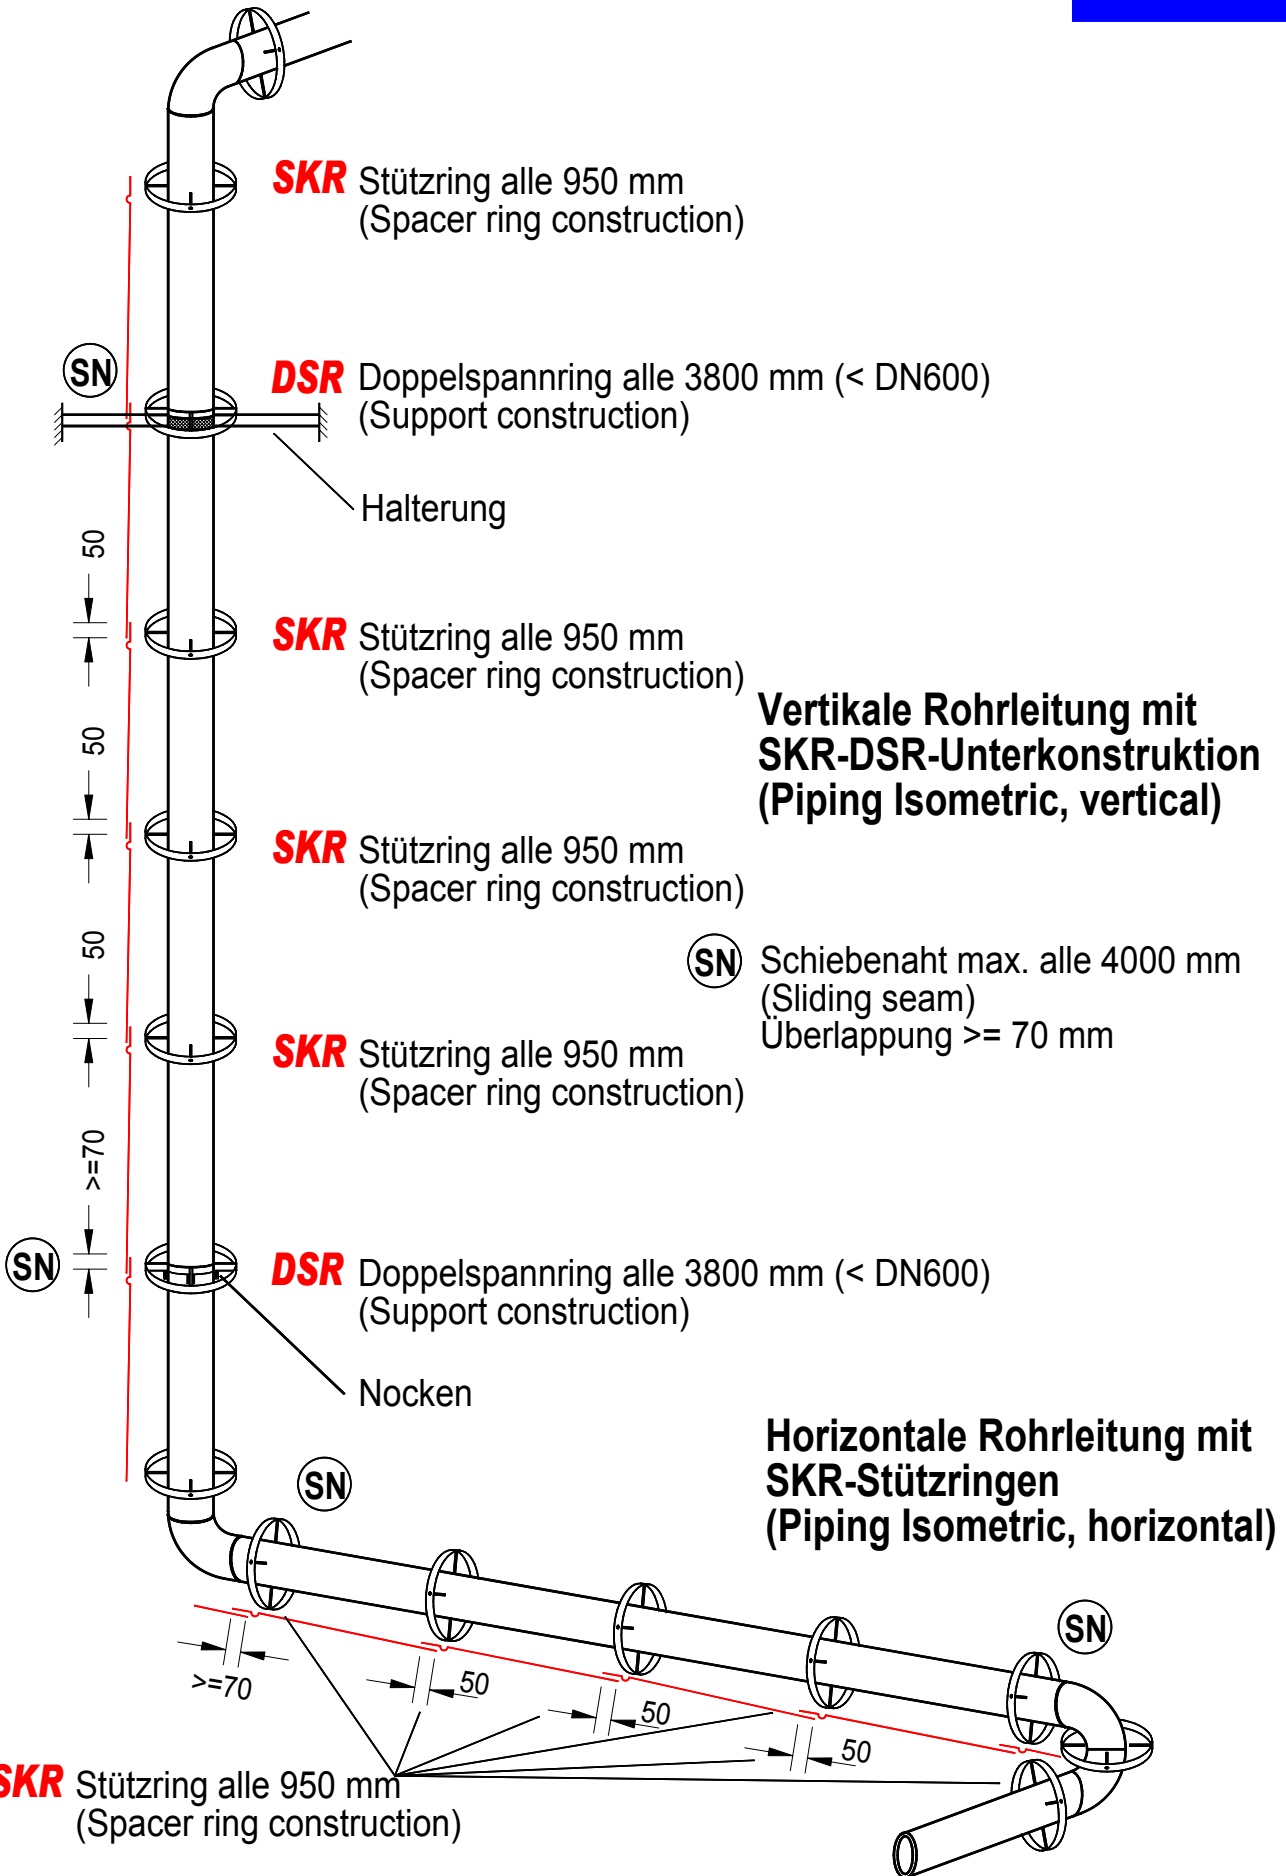 SKR Stützring alle 950 mm
(Spacer ring construction)
SN
DSR Doppelspannring alle 3800 mm (< DN600)
(Support construction)
Halterung
50
SKR Stützring alle 950 mm
(Spacer ring construction)
Vertikale Rohrleitung mit
SKR-DSR-Unterkonstruktion
(Piping Isometric, vertical)
50
SKR Stützring alle 950 mm
(Spacer ring construction)
50
SN Schiebenaht max. alle 4000 mm
(Sliding seam)
Überlappung >= 70 mm
SKR Stützring alle 950 mm
(Spacer ring construction)
>=70
SN
DSR Doppelspannring alle 3800 mm (< DN600)
(Support construction)
Nocken
Horizontale Rohrleitung mit
SKR-Stützringen
(Piping Isometric, horizontal)
SN
SN
>=70
50
50
50
SKR Stützring alle 950 mm
(Spacer ring construction)